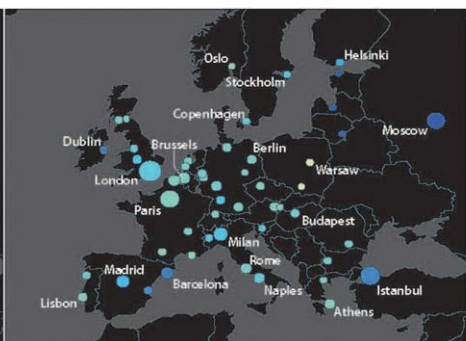 Oslo
Helsinki
Stockholm
Copenhagen
Moscow
Dublin
Brussels
Berlin
London
Warsaw
Paris
Budapest
Milan
Madrid
Rome
Barcelona
Naples
Istanbul
Lisbon
Athens